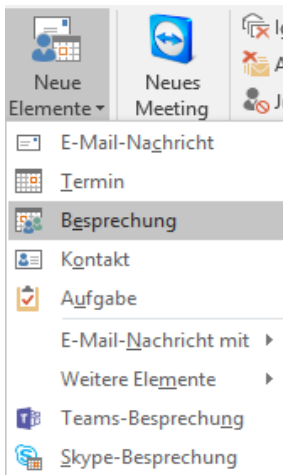 Neue
Elemente
Neues
Meeting
E-Mail-Nachricht
Termin
Besprechung
Kontakt
Aufgabe
E-Mail-Nachricht mit
Weitere Elemente
Teams-Besprechung
Skype-Besprechung